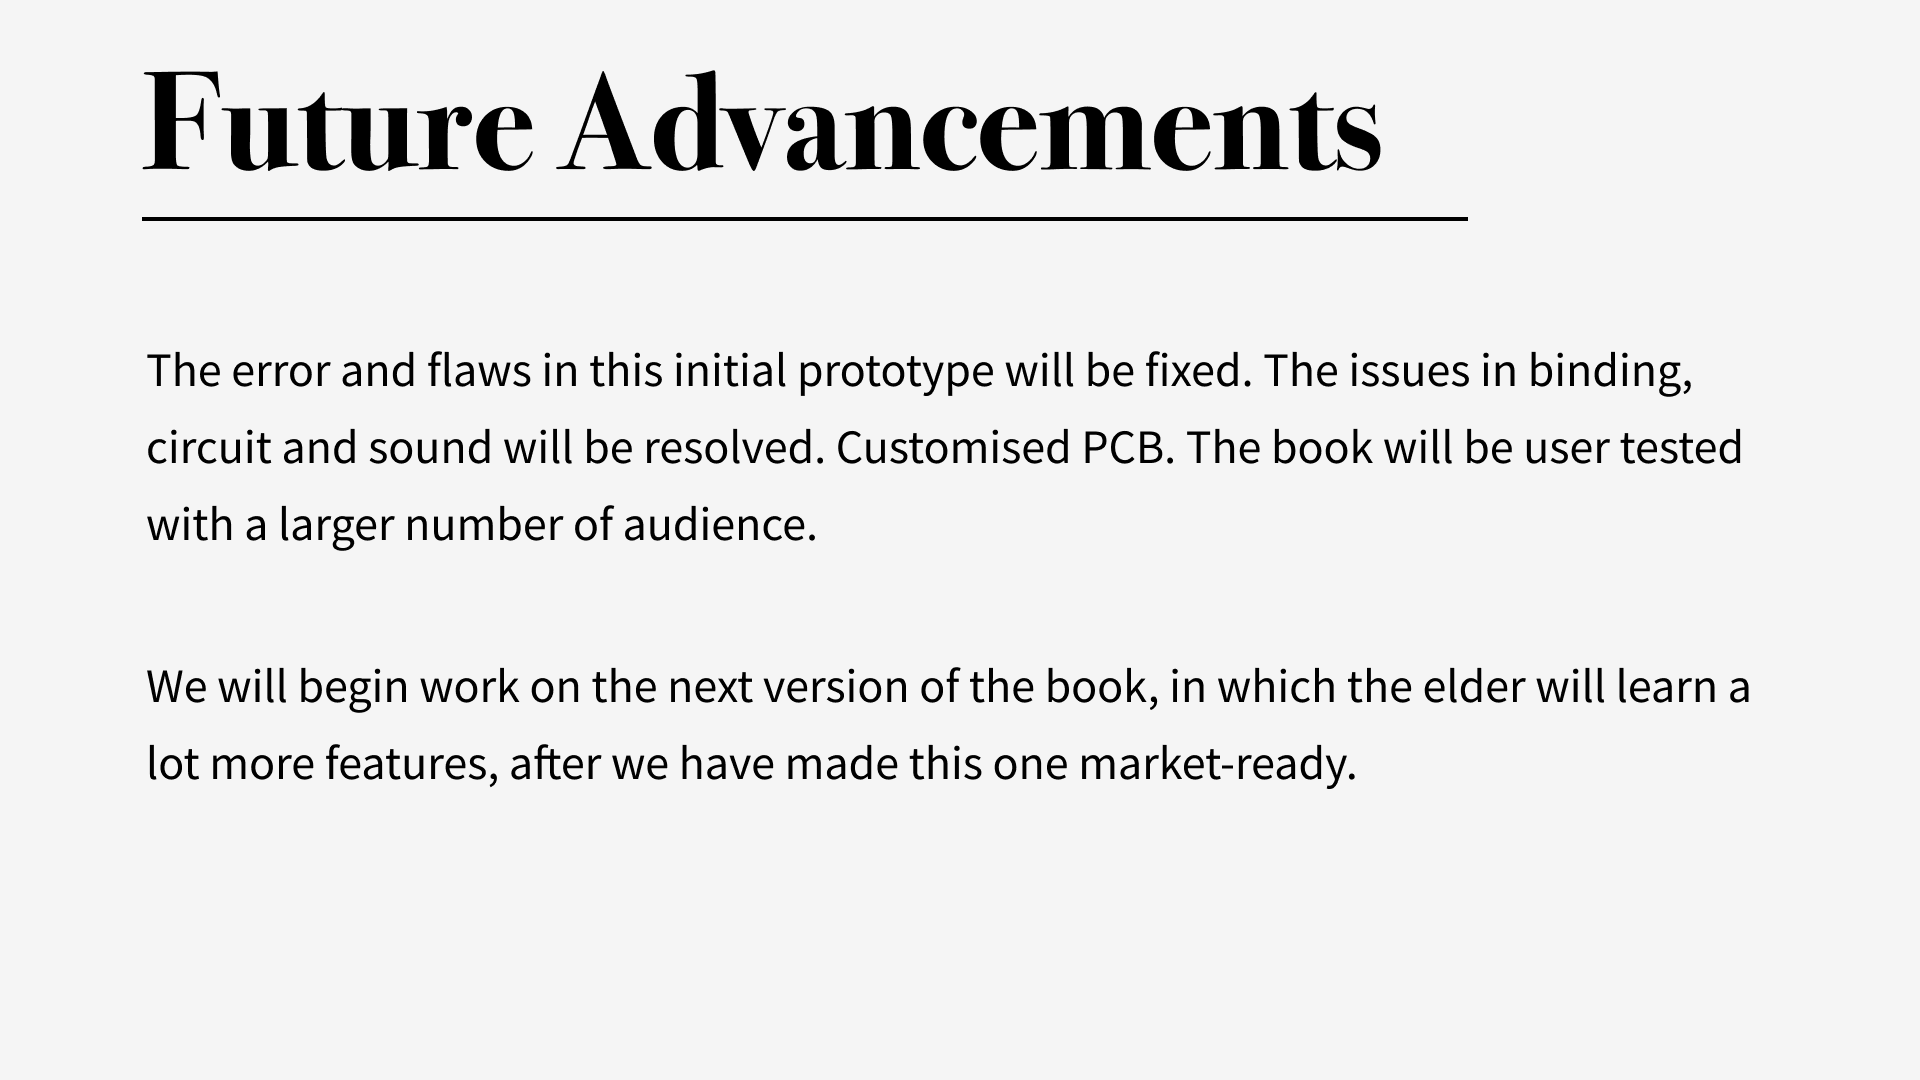 Future Advancements
The error and flaws in this initial prototype will be fixed. The issues in binding,
circuit and sound will be resolved. Customised PCB. The book will be user tested
with a larger number of audience.
We will begin work on the next version of the book, in which the elder will learn a
lot more features, after we have made this one market-ready.